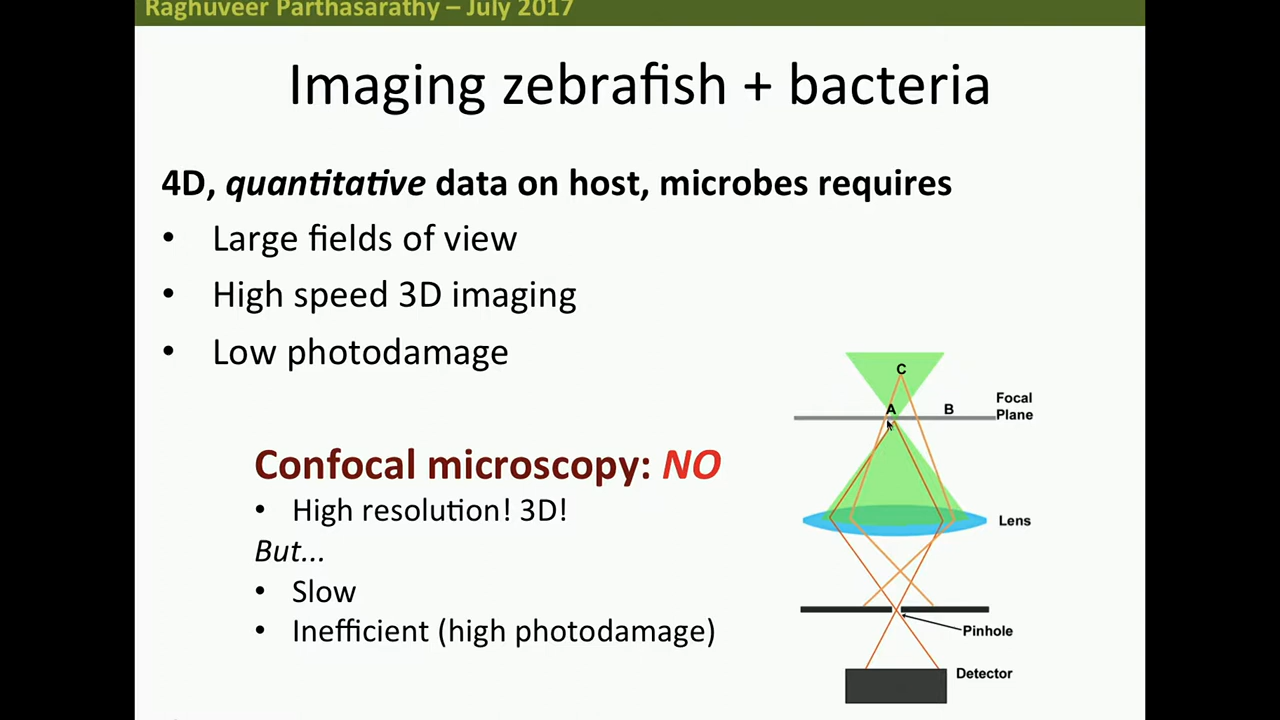 Raghuveer Parthasarathy – July 2017
Imaging zebrafish + bacteria
4D, quantitative data on host, microbes requires
• Large fields of view
• High speed 3D imaging
• Low photodamage
Confocal microscopy: NO
• High resolution! 3D!
But...
• Slow
• Inefficient (high photodamage)
C
A
B
Focal
Plane
Lens
Pinhole
Detector